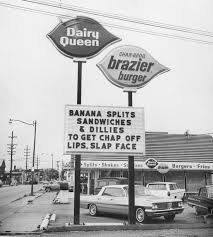 Dairy
Queen
CHAR-BROIL
brazier
burger
BANANA SPLITS
SANDWICHES
& DILLIES
TO GET CHAP OFF
LIPS, SLAP FACE
Splits - Shakes
Burgers - Fries